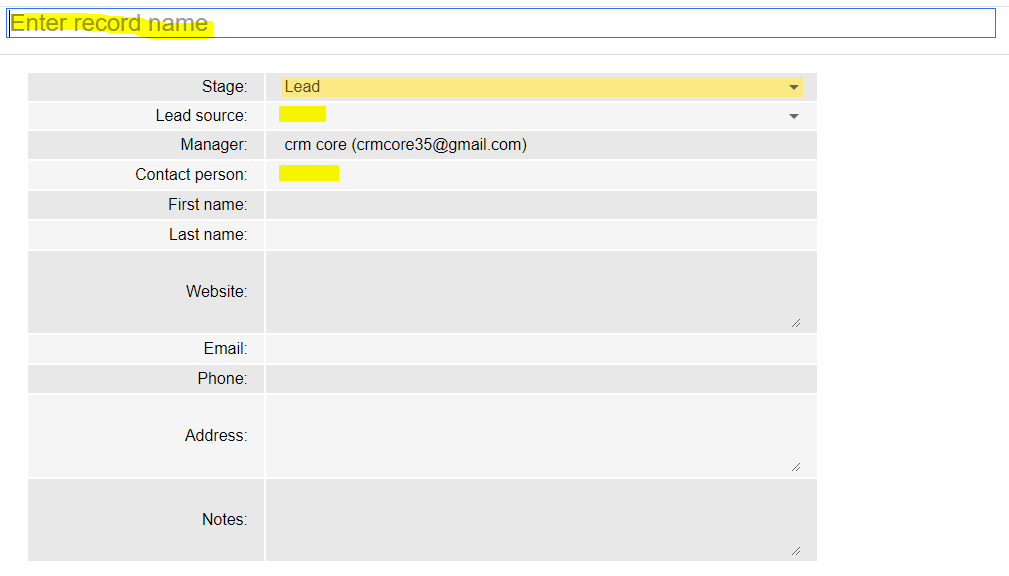 Enter record name
Stage: Lead
Lead source:
Manager: crm core (crmcore35@gmail.com)
Contact person:
First name:
Last name:
Website:
Email:
Phone:
Address:
Notes: